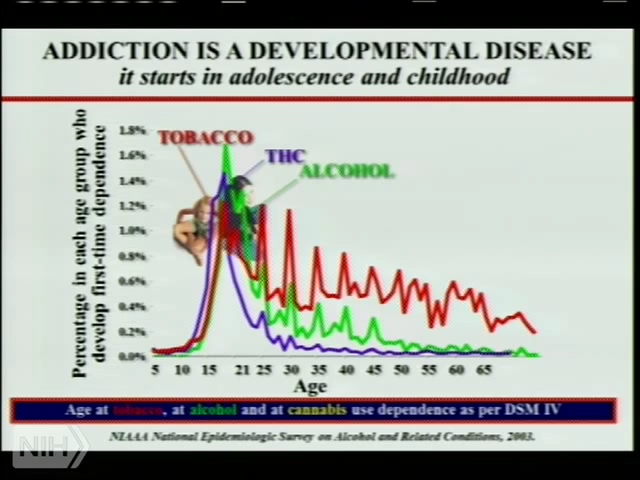 ADDICTION IS A DEVELOPMENTAL DISEASE
it starts in adolescence and childhood
Percentage in each age group who
develop first-time dependence
1.8%
1.6%
1.4%
1.2%
1.0%
0.8%
0.6%
0.4%
0.2%
0.0%
TOBACCO
THC
ALCOHOL
5 10 15 21 25 30 35 40 45 50 55 60 65
Age
Age at tobacco, at alcohol and at cannabis use dependence as per DSM IV
NIAAA National Epidemiologic Survey on Alcohol and Related Conditions, 2003.
NIH